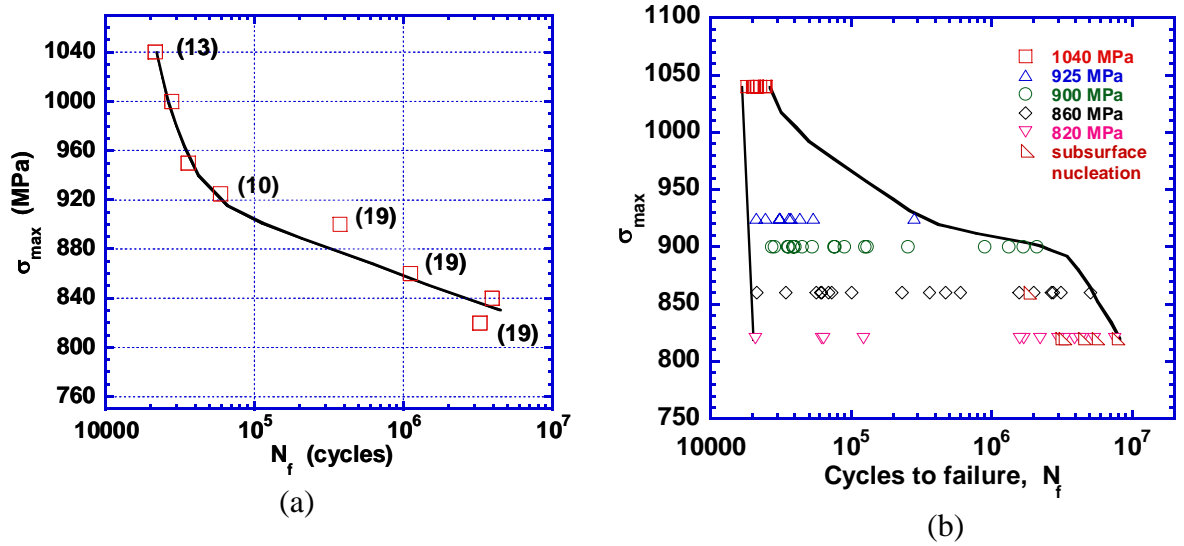 1040
1000
960
920
880
840
800
760
σmax (MPa)
(13)
(10)
(19)
(19)
(19)
10000
10^5
10^6
10^7
Nf (cycles)
(a)
1100
1050
1000
950
900
850
800
750
σmax
1040 MPa
925 MPa
900 MPa
860 MPa
820 MPa
subsurface
nucleation
10000
10^5
10^6
10^7
Cycles to failure, Nf
(b)